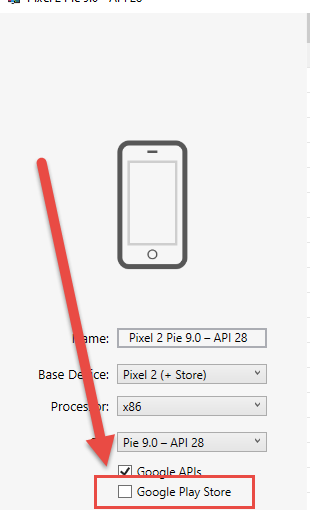 Pixel 2 Pie 9.0 – API 28
Name: Pixel 2 Pie 9.0 – API 28
Base Device: Pixel 2 (+ Store)
Processor: x86
Pie 9.0 – API 28
Google APIs
Google Play Store